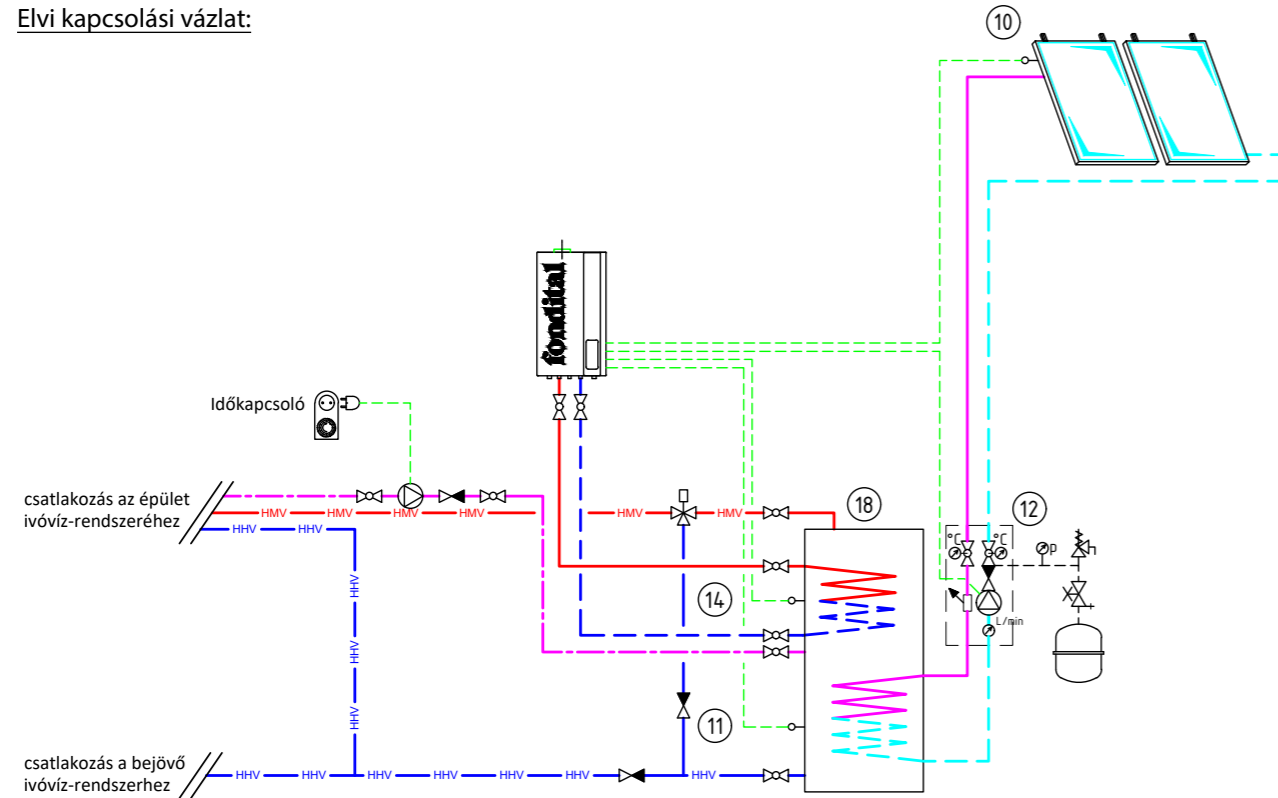 Elvi kapcsolási vázlat:
10
fondital
Időkapcsoló
csatlakozás az épület
ivóvíz-rendszeréhez
HMV HMV HMV HMV HMV HMV
HHV HHV
18
12
°C °C
p
L/min
14
HHV
HHV
HHV
11
csatlakozás a bejövő
ivóvíz-rendszerhez
HHV HHV HHV HHV HHV HHV HHV